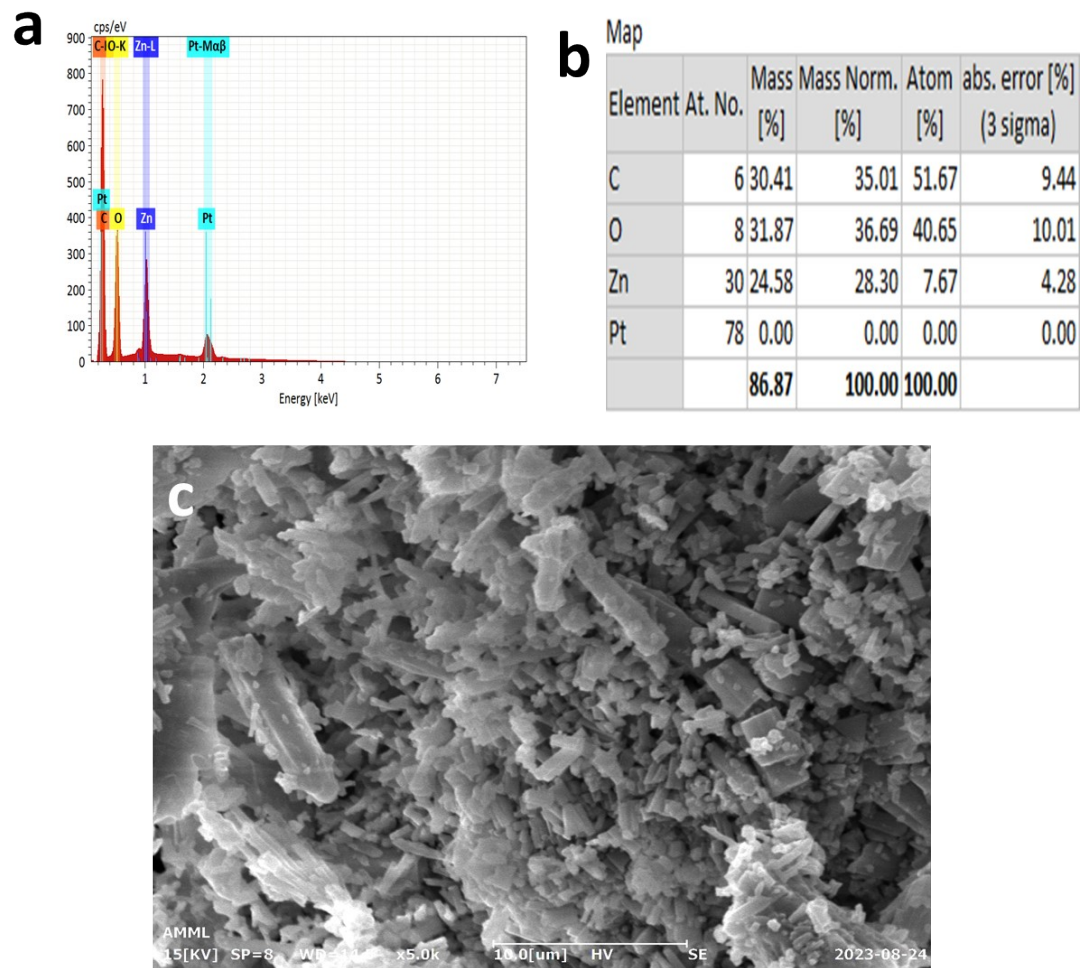 a
cps/eV
900
800
700
600
500
400
300
200
100
0
C-K O-K Zn-L Pt-Mαβ
Pt
C O Zn Pt
1 2 3 4 5 6 7
Energy [keV]
b
Map
Element At. No. Mass [%] Mass Norm. [%] Atom [%] abs. error [%] (3 sigma)
C 6 30.41 35.01 51.67 9.44
O 8 31.87 36.69 40.65 10.01
Zn 30 24.58 28.30 7.67 4.28
Pt 78 0.00 0.00 0.00 0.00
86.87 100.00 100.00
c
AMML
15[KV] SP=8 x5.0k 10.0[um] HV SE 2023-08-24